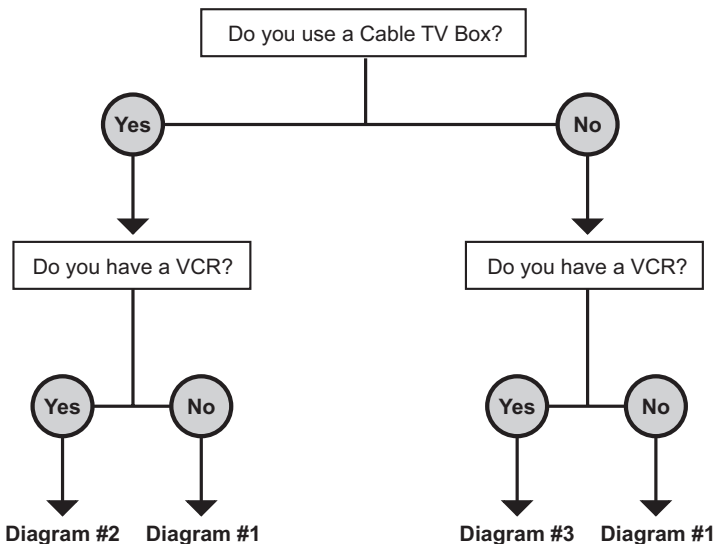 Do you use a Cable TV Box?
Yes
No
Do you have a VCR?
Do you have a VCR?
Yes
No
Yes
No
Diagram #2
Diagram #1
Diagram #3
Diagram #1